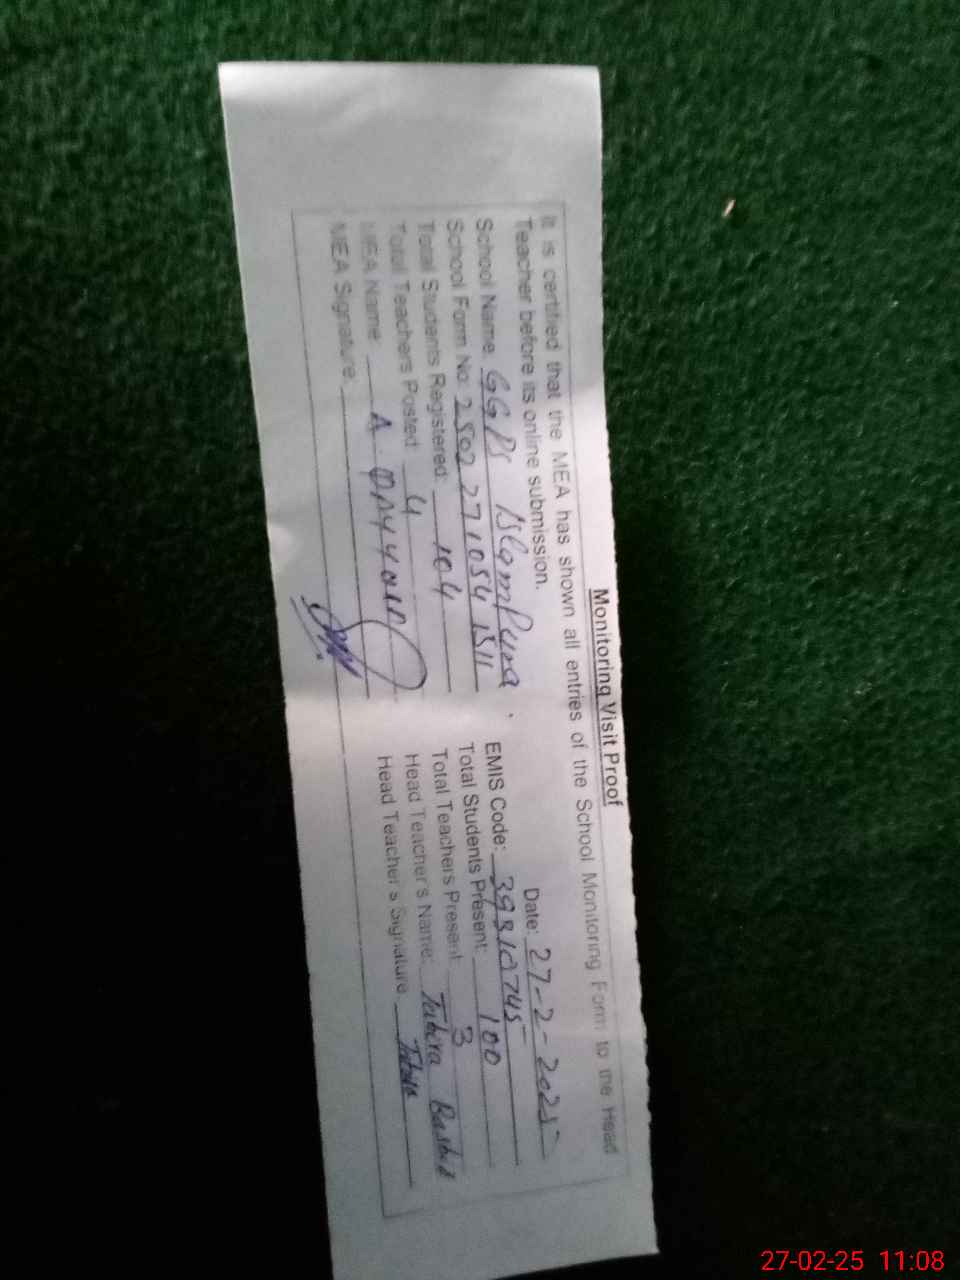 Monitoring Visit Proof
Date: 27-2-2025
It is certified that the MEA has shown all entries of the School Monitoring Form to the Head
Teacher before its online submission.
School Name: GGPS Islampura. EMIS Code: 39310745
School Form No: 2502271054 Total Students Present: 100
Total Students Registered: 104 Total Teachers Present: 3
Total Teachers Posted: 4 Head Teacher's Name: Tahira Bashir
MEA Name: A. Head Teacher's Signature Tahira
MEA Signature:
27-02-25 11:08